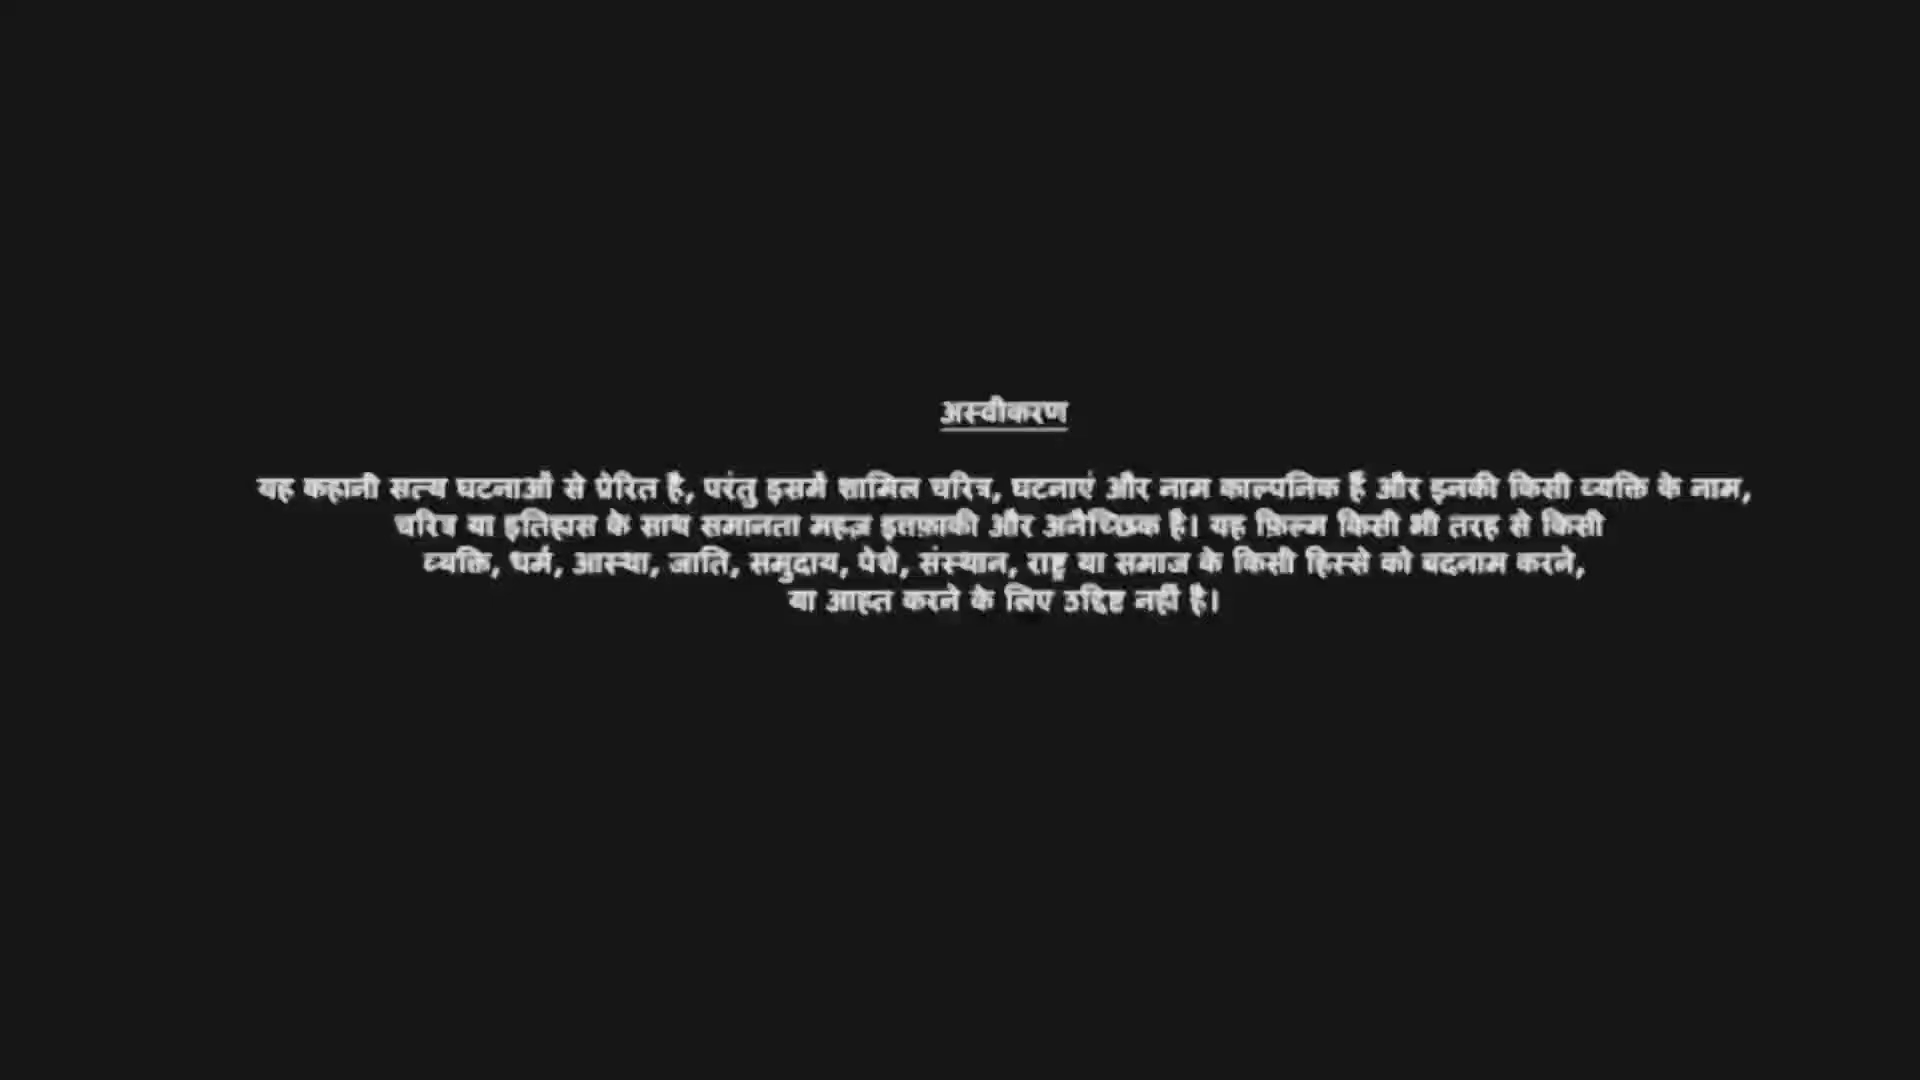 अस्वीकरण
यह कहानी सत्य घटनाओं से प्रेरित है, परंतु इसमें शामिल चरित्र, घटनाएं और नाम काल्पनिक हैं और इनकी किसी व्यक्ति के नाम,
चरित्र या इतिहास के साथ समानता महज़ इत्तफ़ाकी और अनैच्छिक है। यह फ़िल्म किसी भी तरह से किसी
व्यक्ति, धर्म, आस्था, जाति, समुदाय, पेशे, संस्थान, राष्ट्र या समाज के किसी हिस्से को बदनाम करने,
या आहत करने के लिए उद्दिष्ट नहीं है।